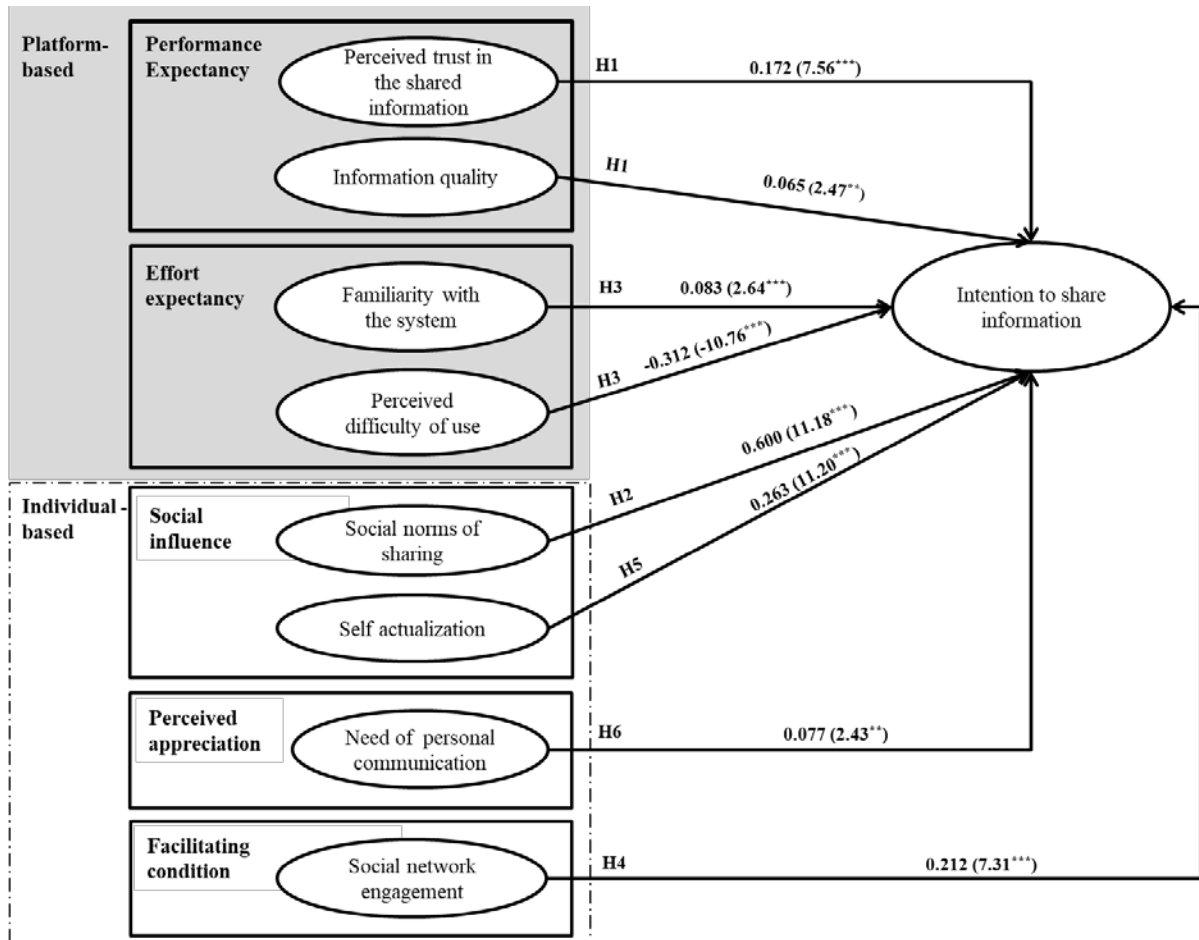 Platform-
based
Performance
Expectancy
Perceived trust in
the shared
information
H1
0.172 (7.56***)
Information quality
H1
0.065 (2.47**)
Effort
expectancy
Familiarity with
the system
H3
0.083 (2.64***)
Intention to share
information
Perceived
difficulty of use
H3
-0.312 (-10.76***)
Individual -
based
Social
influence
Social norms of
sharing
H2
0.600 (11.18***)
Self actualization
H5
0.263 (11.20***)
Perceived
appreciation
Need of personal
communication
H6
0.077 (2.43**)
Facilitating
condition
Social network
engagement
H4
0.212 (7.31***)